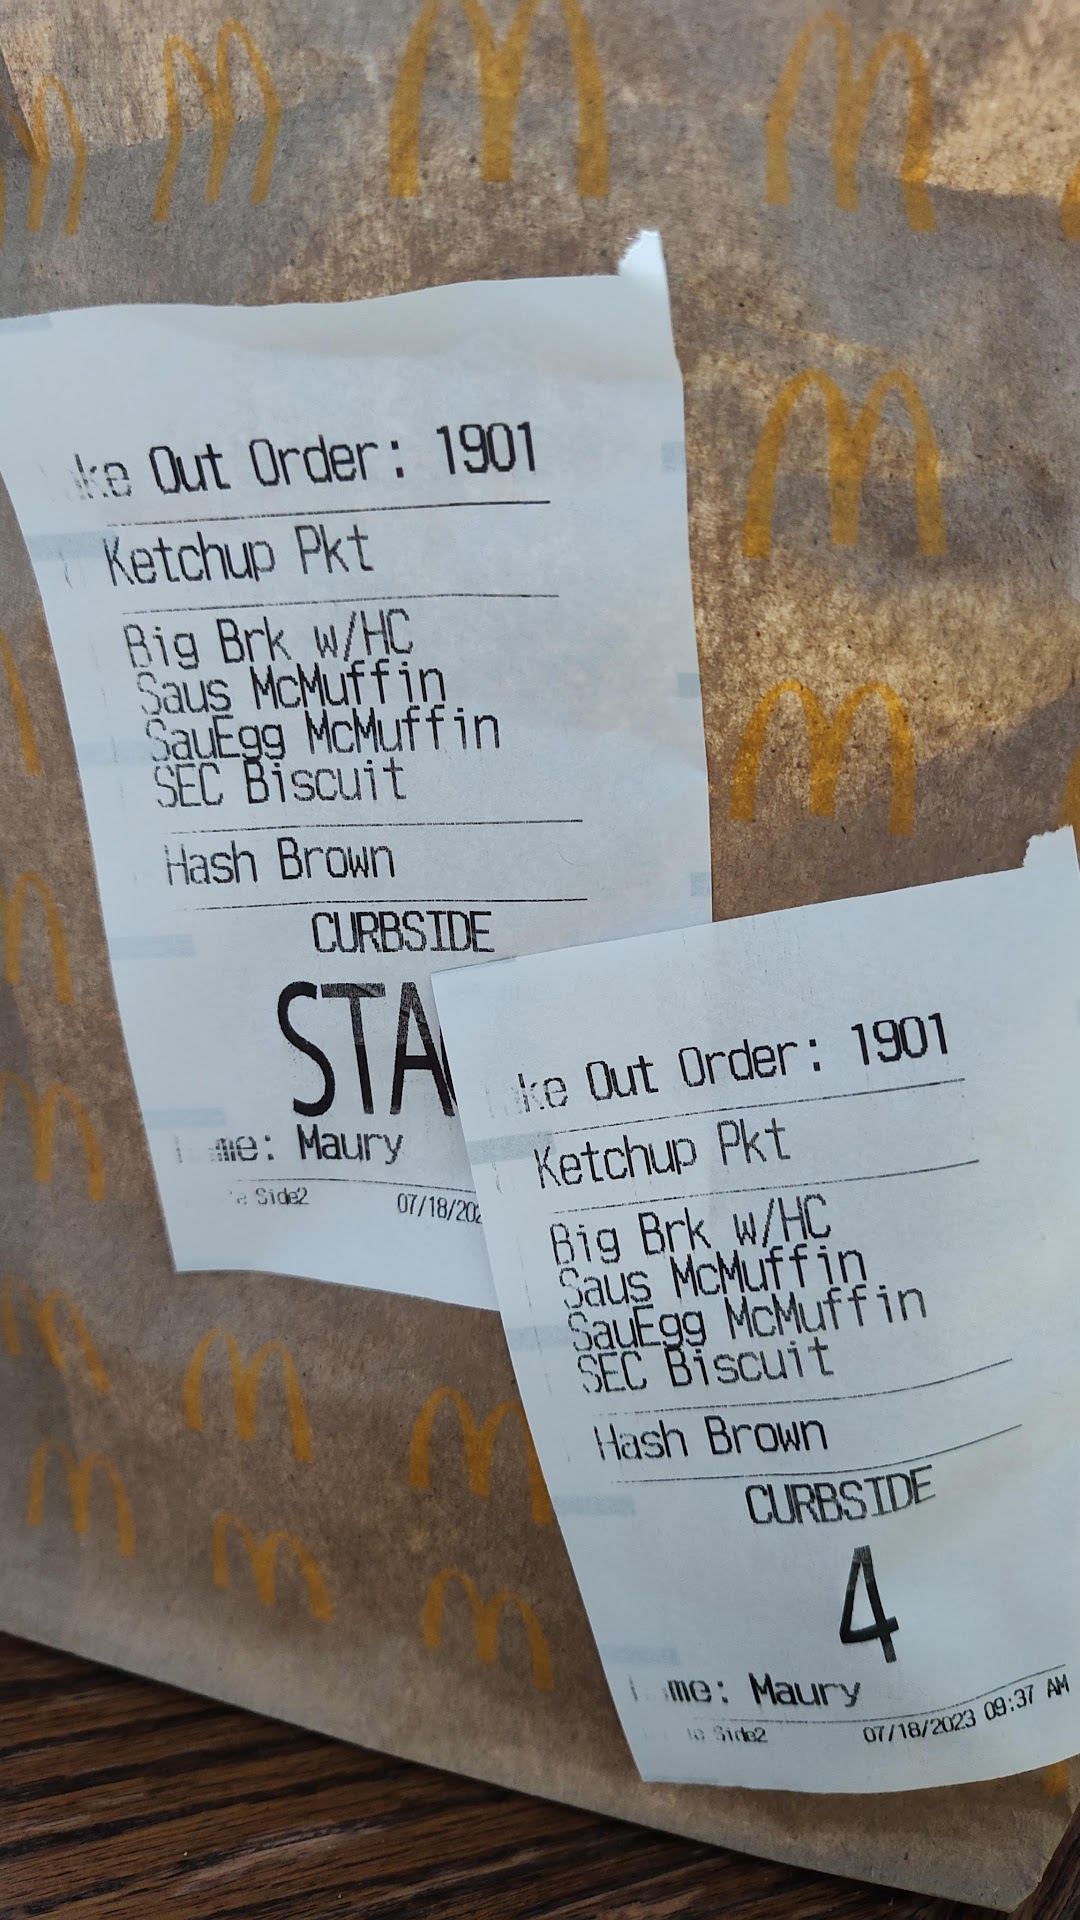 ke Out Order: 1901
Ketchup Pkt
Big Brk w/HC
Saus McMuffin
SauEgg McMuffin
SEC Biscuit
Hash Brown
CURBSIDE
STA
me: Maury
Side2 07/18/202
ke Out Order: 1901
Ketchup Pkt
Big Brk w/HC
Saus McMuffin
SauEgg McMuffin
SEC Biscuit
Hash Brown
CURBSIDE
4
me: Maury
Side2 07/18/2023 09:37 AM